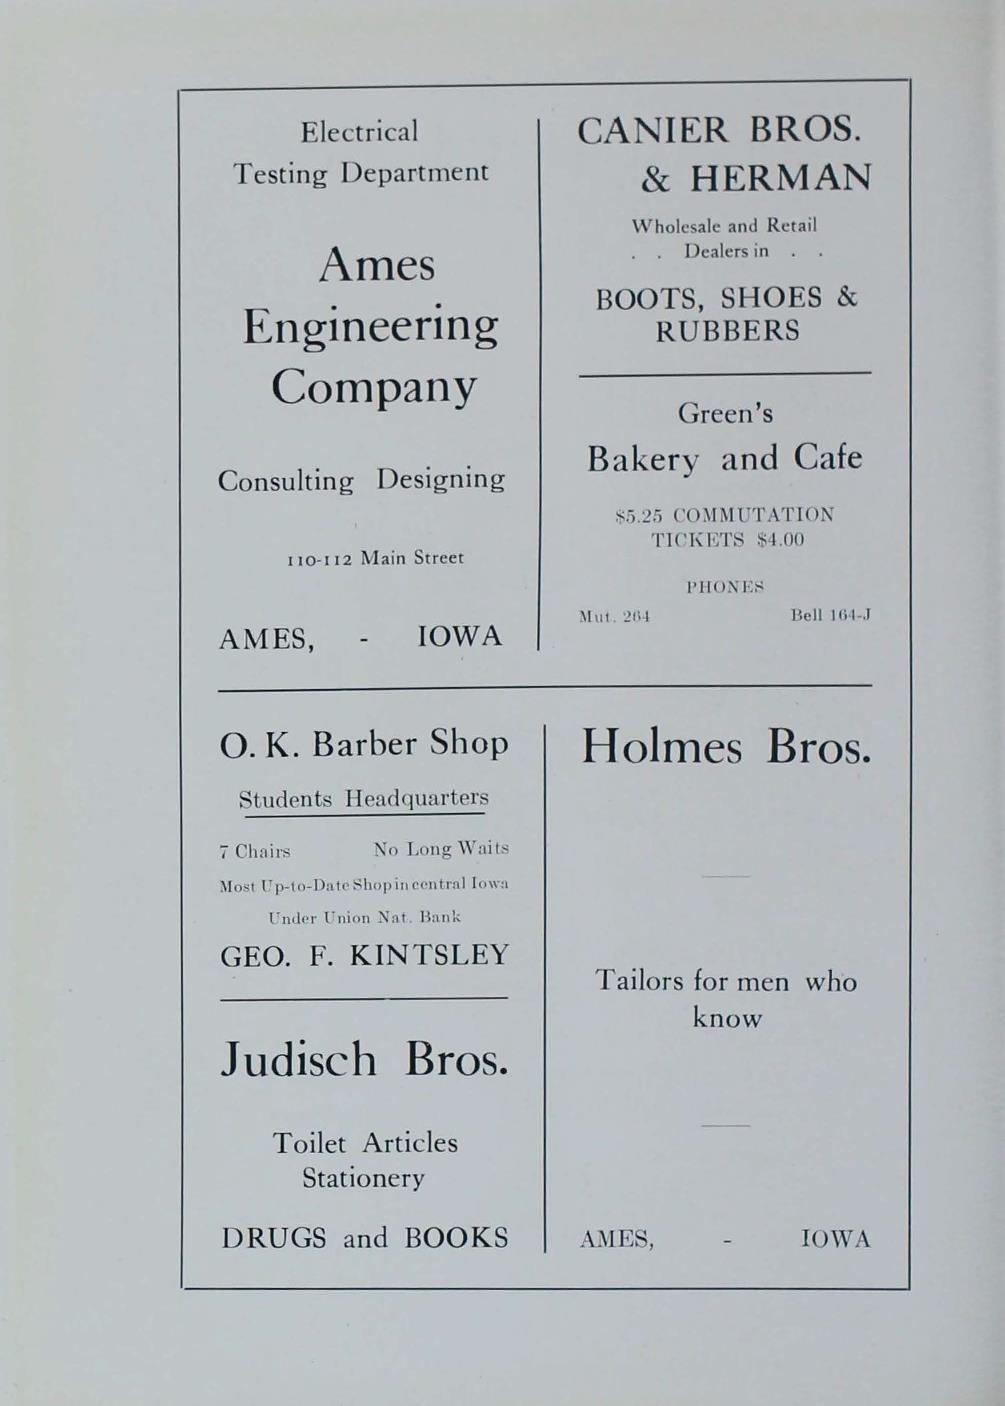 Electrical
Testing Department
Ames
Engineering
Company
Consulting Designing
110-112 Main Street
AMES, - IOWA
CANIER BROS.
& HERMAN
Wholesale and Retail
. . Dealers in . .
BOOTS, SHOES &
RUBBERS
Green's
Bakery and Cafe
$5.25 COMMUTATION
TICKETS $4.00
PHONES
Mut. 264 Bell 164-J
O. K. Barber Shop
Students Headquarters
7 Chairs No Long Waits
Most Up-to-Date Shop in central Iowa
Under Union Nat. Bank
GEO. F. KINTSLEY
Judisch Bros.
Toilet Articles
Stationery
DRUGS and BOOKS
Holmes Bros.
Tailors for men who
know
AMES, - IOWA